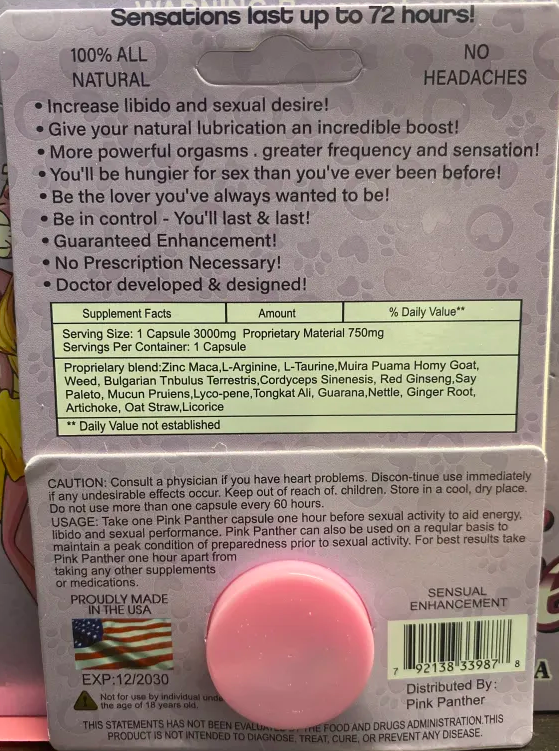 Sensations last up to 72 hours!
100% ALL
NATURAL
NO
HEADACHES
• Increase libido and sexual desire!
• Give your natural lubrication an incredible boost!
• More powerful orgasms . greater frequency and sensation!
• You'll be hungier for sex than you've ever been before!
• Be the lover you've always wanted to be!
• Be in control - You'll last & last!
• Guaranteed Enhancement!
• No Prescription Necessary!
• Doctor developed & designed!
Supplement Facts Amount % Daily Value**
Serving Size: 1 Capsule 3000mg Proprietary Material 750mg
Servings Per Container: 1 Capsule
Proprielary blend:Zinc Maca,L-Arginine, L-Taurine,Muira Puama Homy Goat,
Weed, Bulgarian Tnbulus Terrestris,Cordyceps Sinenesis, Red Ginseng,Say
Paleto, Mucun Pruiens,Lyco-pene,Tongkat Ali, Guarana,Nettle, Ginger Root,
Artichoke, Oat Straw,Licorice
** Daily Value not established
CAUTION: Consult a physician if you have heart problems. Discon-tinue use immediately
if any undesirable effects occur. Keep out of reach of. children. Store in a cool, dry place.
Do not use more than one capsule every 60 hours.
USAGE: Take one Pink Panther capsule one hour before sexual activity to aid energy,
libido and sexual performance. Pink Panther can also be used on a reqular basis to
maintain a peak condition of preparedness prior to sexual activity. For best results take
Pink Panther one hour apart from
taking any other supplements
or medications.
PROUDLY MADE
IN THE USA
EXP:12/2030
Not for use by individual unde
the age of 18 years old.
SENSUAL
ENHANCEMENT
7 92138 33987 8
Distributed By:
Pink Panther
THIS STATEMENTS HAS NOT BEEN EVALUATED THE FOOD AND DRUGS ADMINISTRATION.THIS
PRODUCT IS NOT INTENDED TO DIAGNOSE, TREAT, CURE, OR PREVENT ANY DISEASE.